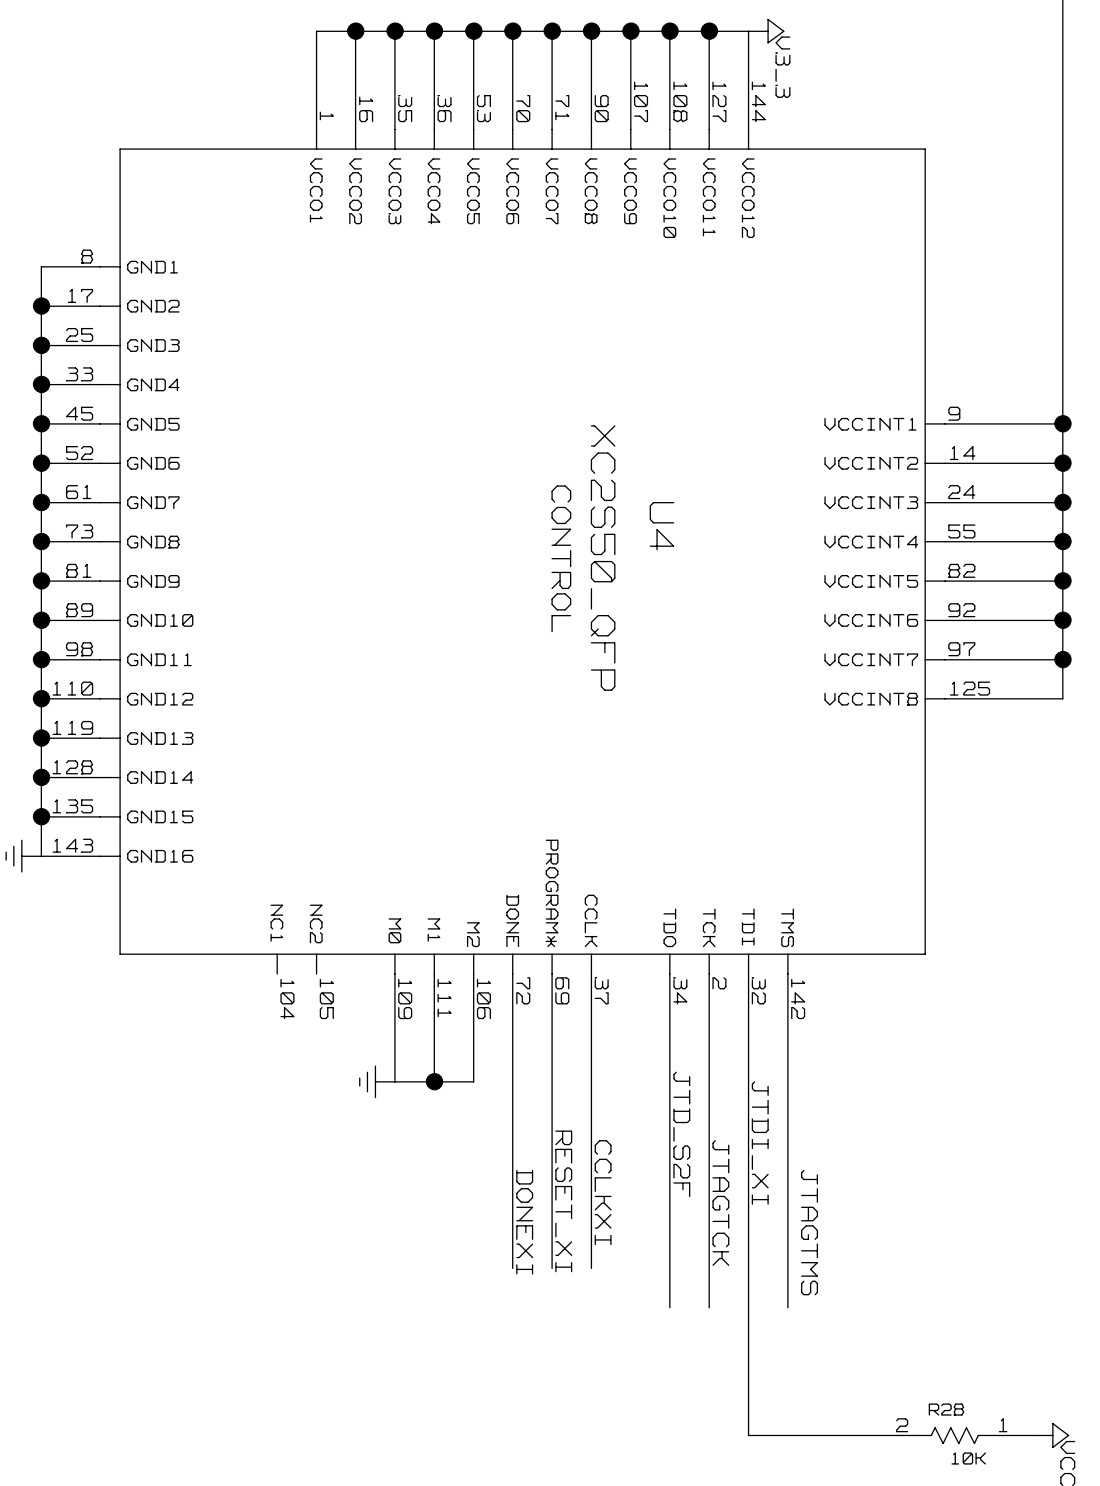 V3_3
1
16
35
36
53
70
71
90
107
108
127
144
VCCO1
VCCO2
VCCO3
VCCO4
VCCO5
VCCO6
VCCO7
VCCO8
VCCO9
VCCO10
VCCO11
VCCO12
8 GND1
17 GND2
25 GND3
33 GND4
45 GND5
52 GND6
61 GND7
73 GND8
81 GND9
89 GND10
98 GND11
110 GND12
119 GND13
128 GND14
135 GND15
143 GND16
U4
XC2S50_QFP
CONTROL
VCCINT1 9
VCCINT2 14
VCCINT3 24
VCCINT4 55
VCCINT5 82
VCCINT6 92
VCCINT7 97
VCCINT8 125
NC1 104
NC2 105
M0 109
M1 111
M2 106
DONE 72 DONEXI
PROGRAM* 69 RESET_XI
CCLK 37 CCLKXI
TDO 34 JTD_S2F
TCK 2 JTAGTCK
TDI 32 JTDI_XI
TMS 142 JTAGTMS
R28
2 1
10K
VCC